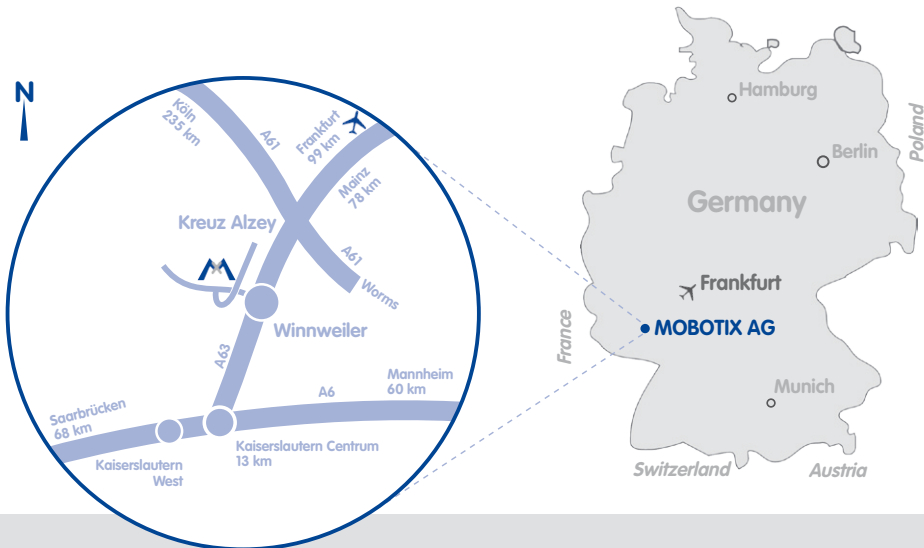 N
Köln
235 km
A61
Frankfurt
99 km
Mainz
78 km
Kreuz Alzey
A61
Worms
Winnweiler
A63
Mannheim
60 km
A6
Saarbrücken
68 km
Kaiserslautern Centrum
13 km
Kaiserslautern
West
Hamburg
Poland
Berlin
Germany
Frankfurt
MOBOTIX AG
France
Munich
Switzerland
Austria